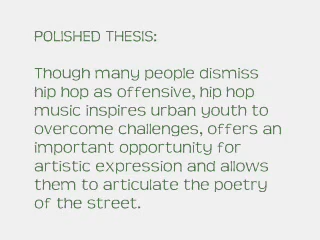 POLISHED THESIS:
Though many people dismiss
hip hop as offensive, hip hop
music inspires urban youth to
overcome challenges, offers an
important opportunity for
artistic expression and allows
them to articulate the poetry
of the street.